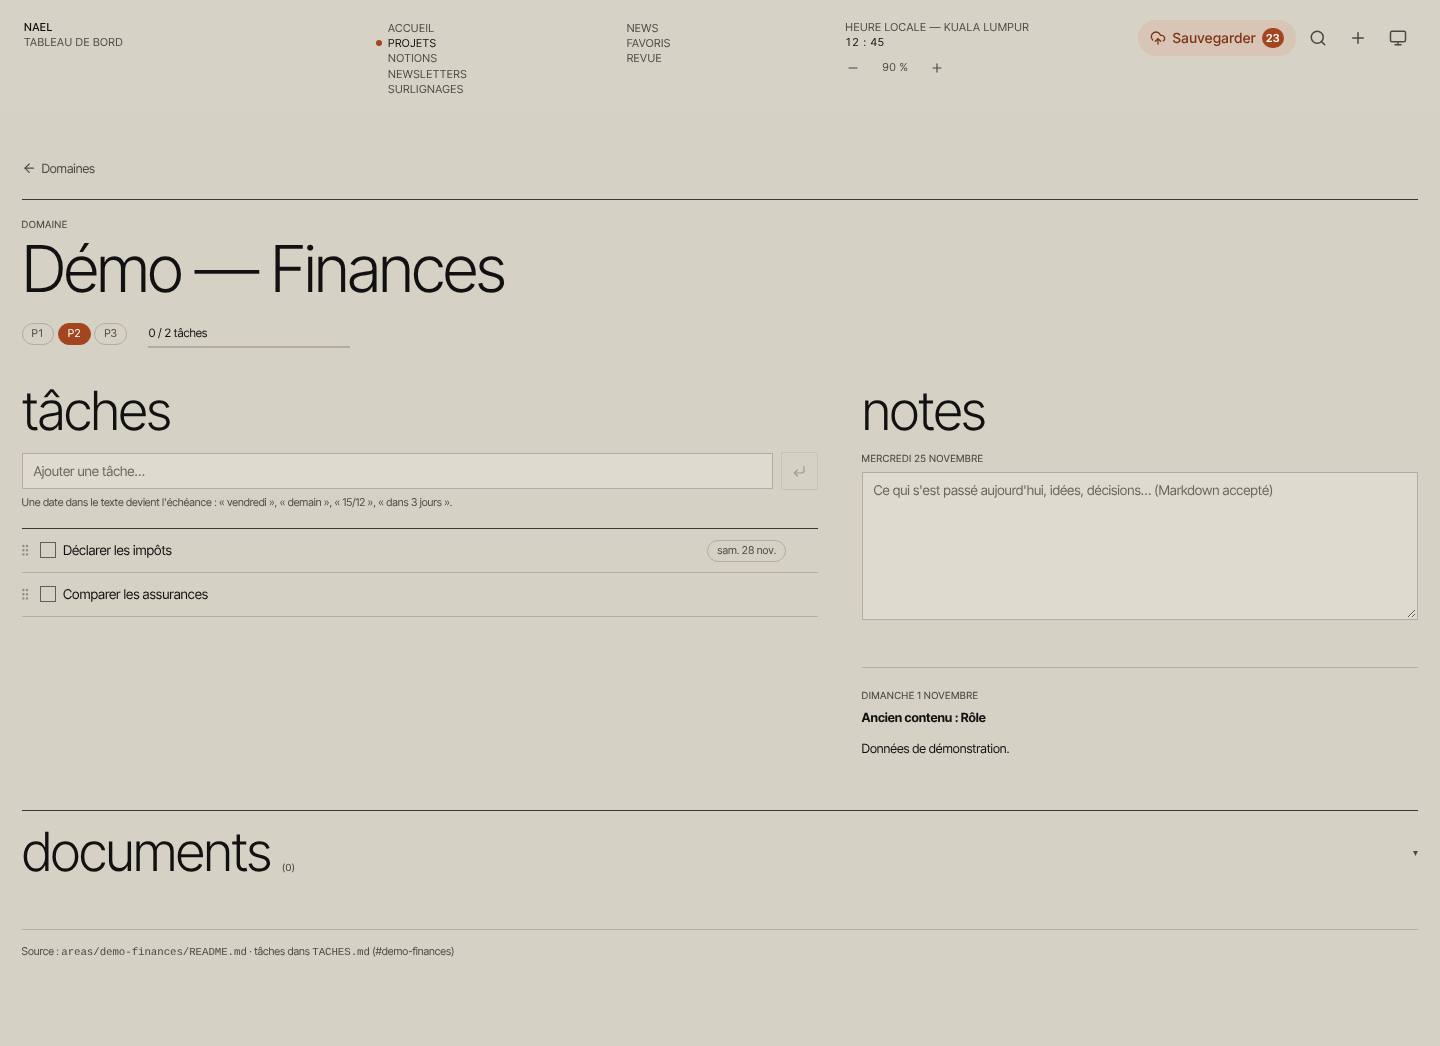 NAEL
TABLEAU DE BORD
ACCUEIL
PROJETS
NOTIONS
NEWSLETTERS
SURLIGNAGES
NEWS
FAVORIS
REVUE
HEURE LOCALE — KUALA LUMPUR
12 : 45
− 90 % +
Sauvegarder 23
← Domaines
DOMAINE
Démo — Finances
P1 P2 P3 0 / 2 tâches
tâches
Ajouter une tâche...
Une date dans le texte devient l'échéance : « vendredi », « demain », « 15/12 », « dans 3 jours ».
Déclarer les impôts sam. 28 nov.
Comparer les assurances
notes
MERCREDI 25 NOVEMBRE
Ce qui s'est passé aujourd'hui, idées, décisions... (Markdown accepté)
DIMANCHE 1 NOVEMBRE
Ancien contenu : Rôle
Données de démonstration.
documents (0)
Source : areas/demo-finances/README.md · tâches dans TACHES.md (#demo-finances)